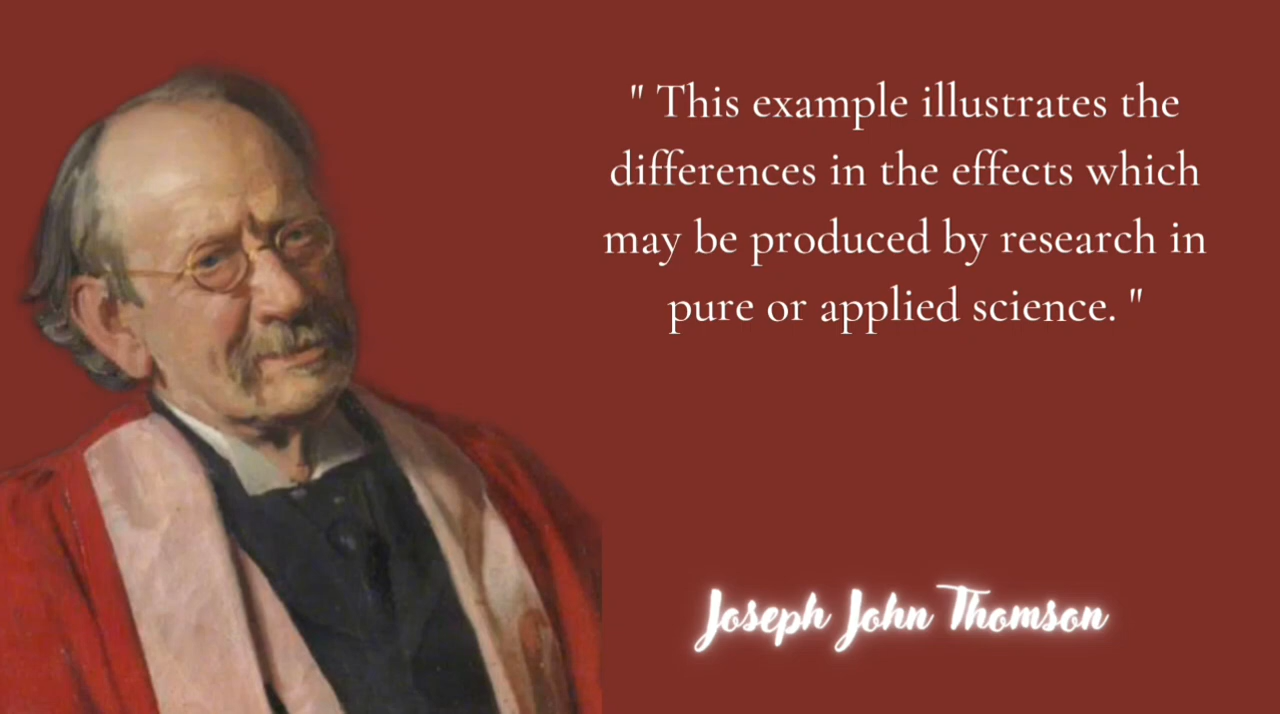 " This example illustrates the
differences in the effects which
may be produced by research in
pure or applied science. "
Joseph John Thomson